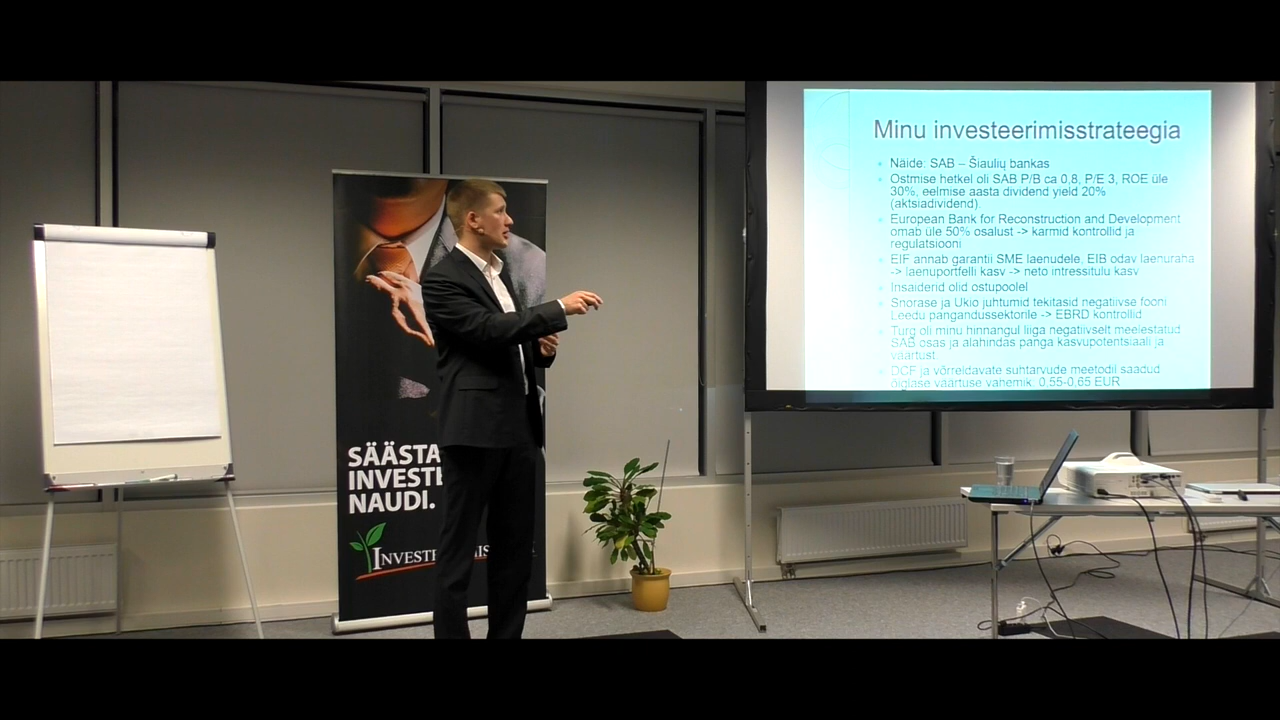 Minu investeerimisstrateegia
Näide: SAB – Šiaulių bankas
Ostmise hetkel oli SAB P/B ca 0,8, P/E 3, ROE üle
30%, eelmise aasta dividend yield 20%
(aktsiadividend).
European Bank for Reconstruction and Development
omab üle 50% osalust -> karmid kontrollid ja
regulatsiooni
EIF annab garantii SME laenudele, EIB odav laenuraha
-> laenuportfelli kasv -> neto intressitulu kasv
Insaiderid olid ostupoolel
Snorase ja Ukio juhtumid tekitasid negatiivse fooni
Leedu pangandussektorile -> EBRD kontrollid
Turg oli minu hinnangul liiga negatiivselt meelestatud
SAB osas ja alahindas panga kasvupotentsiaali ja
väärtust
DCF ja võrreldavate suhtarvude meetodil saadud
õiglase väärtuse vahemik: 0,55-0,65 EUR
SÄÄSTA
INVESTE
NAUDI.
INVESTE